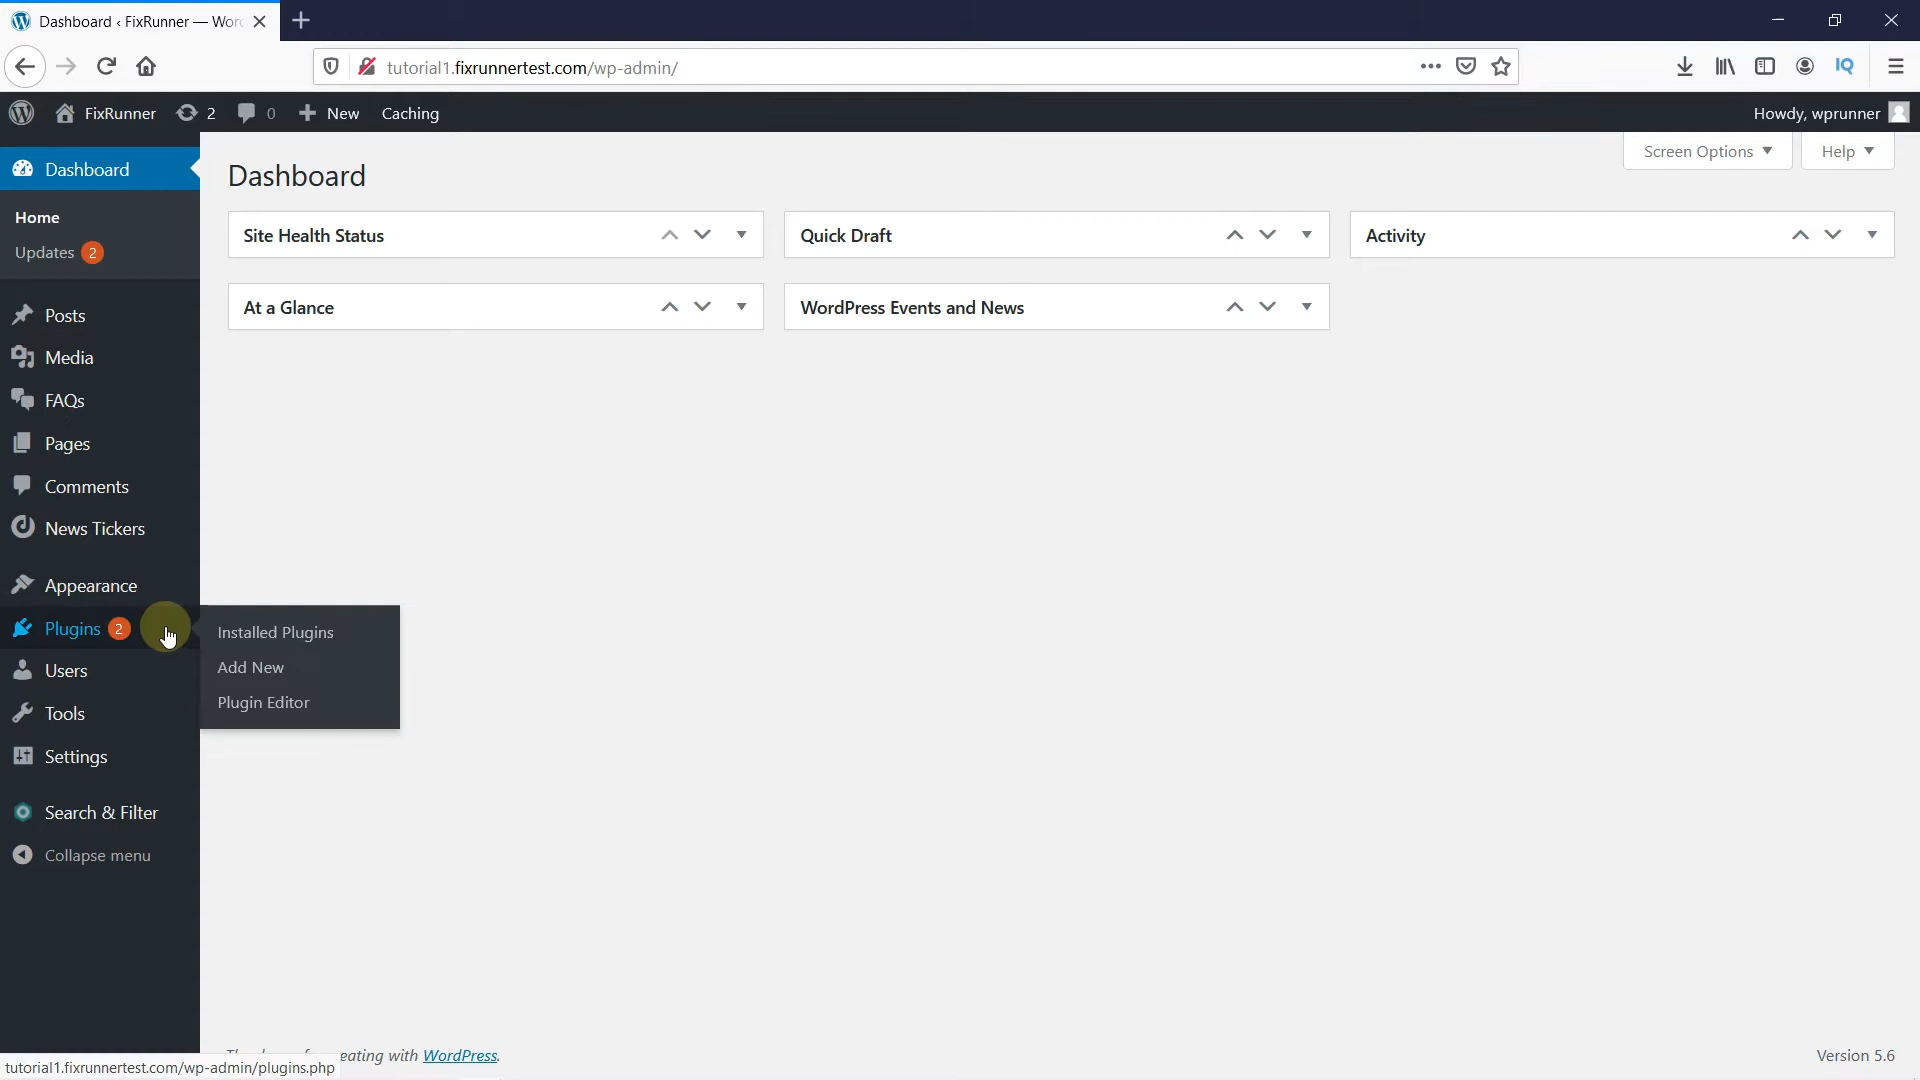 Dashboard ‹ FixRunner — Wor
tutorial1.fixrunnertest.com/wp-admin/
IQ
FixRunner 2 0 New Caching
Howdy, wprunner
Dashboard
Home
Updates 2
Posts
Media
FAQs
Pages
Comments
News Tickers
Appearance
Plugins 2
Users
Tools
Settings
Search & Filter
Collapse menu
Installed Plugins
Add New
Plugin Editor
Screen Options
Help
Dashboard
Site Health Status
Quick Draft
Activity
At a Glance
WordPress Events and News
eating with WordPress.
Version 5.6
tutorial1.fixrunnertest.com/wp-admin/plugins.php